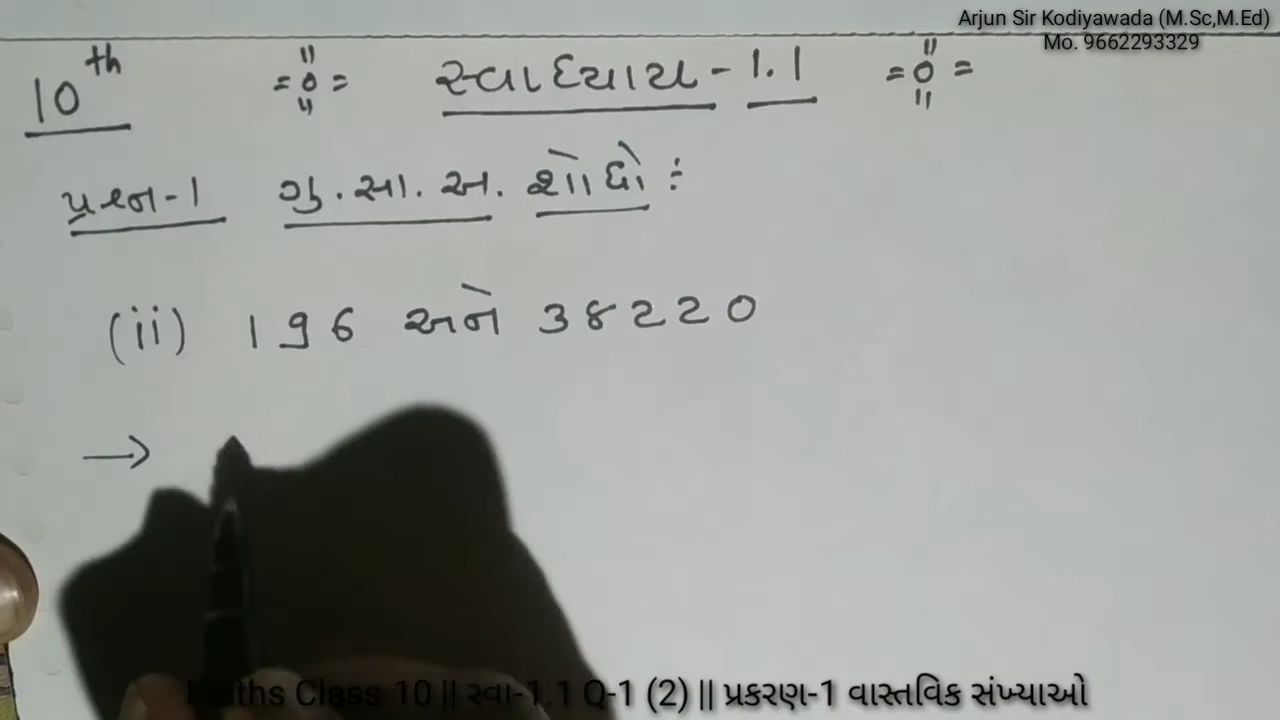 Arjun Sir Kodiyawada (M.Sc,M.Ed)
Mo. 9662293329
10th સ્વાધ્યાય - 1.1
પ્રશ્ન-1 ગુ.સા.અ. શોધો :
(ii) 196 અને 38220
→
Maths Class 10 || સ્વા-1.1 Q-1 (2) || પ્રકરણ-1 વાસ્તવિક સંખ્યાઓ